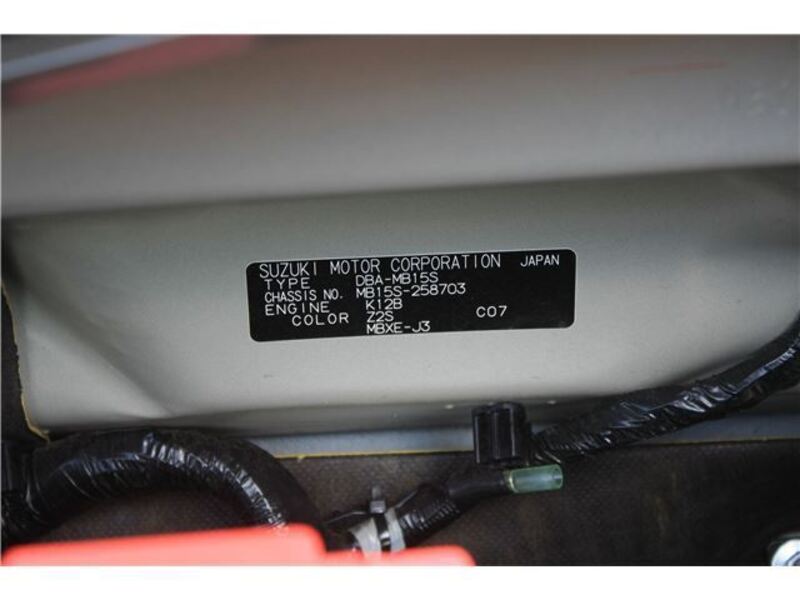 SUZUKI MOTOR CORPORATION JAPAN
TYPE DBA-MB15S
CHASSIS NO. MB15S-258703
ENGINE K12B
COLOR Z2S C07
MBXE-J3